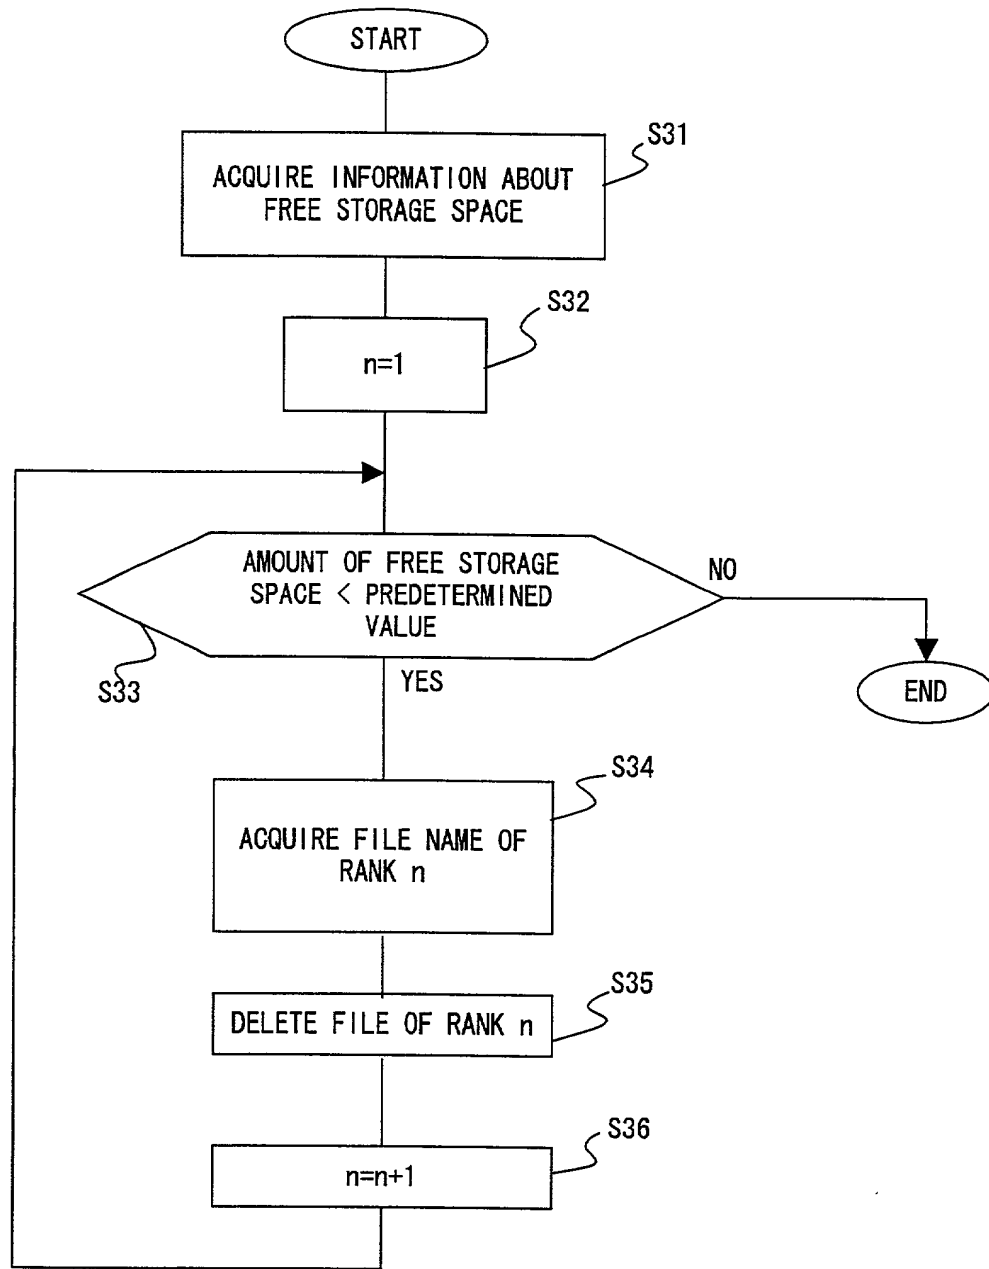 START
S31
ACQUIRE INFORMATION ABOUT
FREE STORAGE SPACE
S32
n=1
AMOUNT OF FREE STORAGE
SPACE < PREDETERMINED
VALUE
NO
S33
YES
END
S34
ACQUIRE FILE NAME OF
RANK n
S35
DELETE FILE OF RANK n
S36
n=n+1